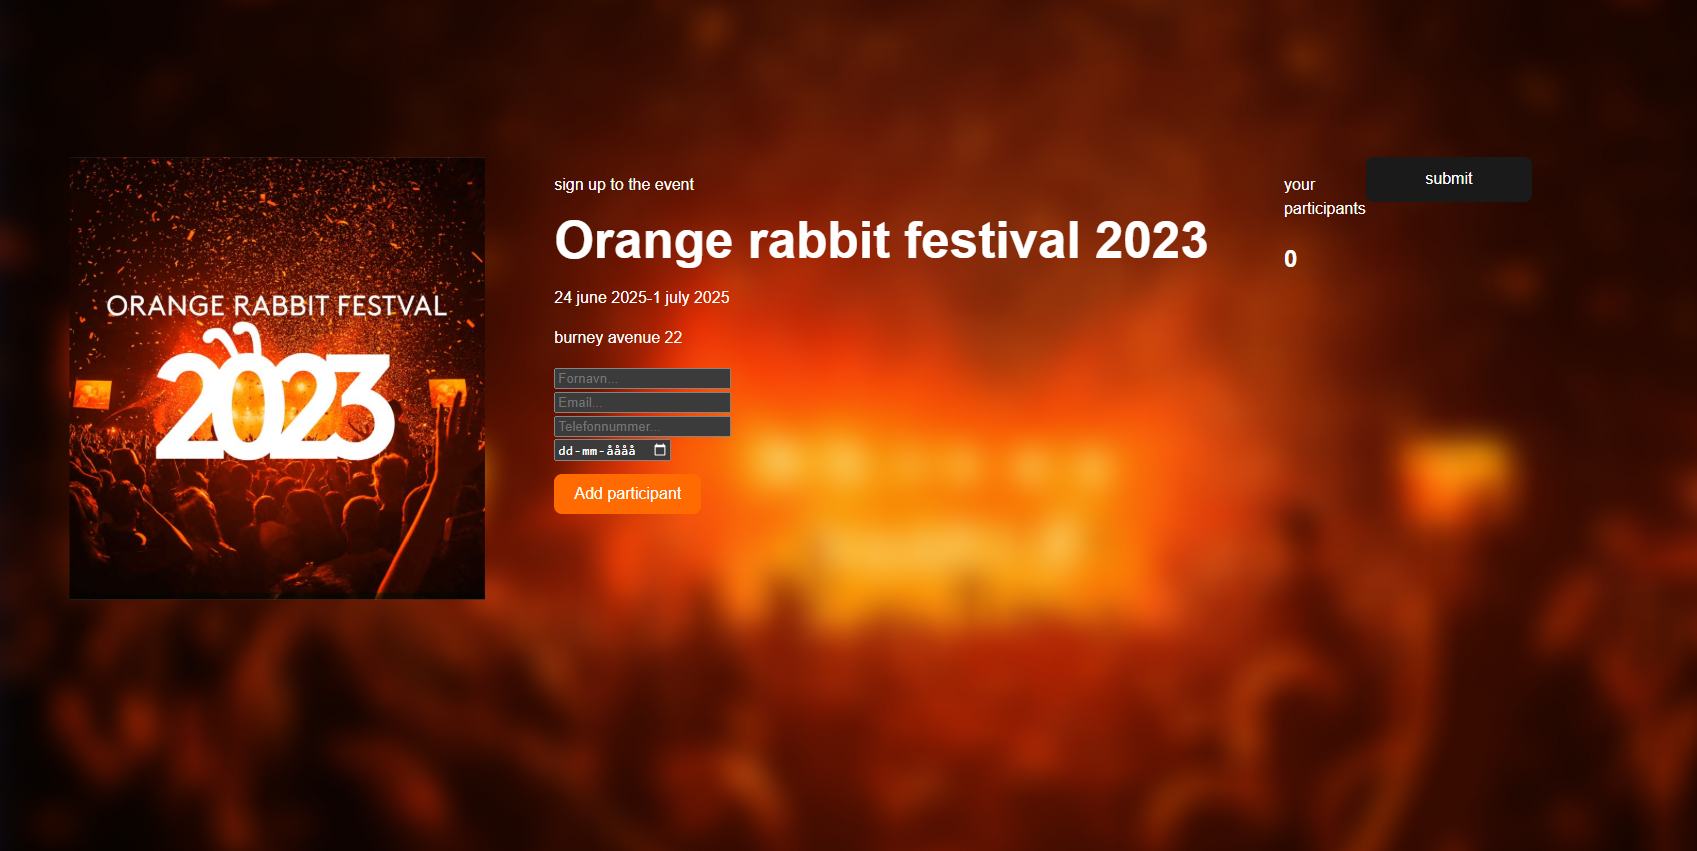 ORANGE RABBIT FESTVAL
2023
sign up to the event
Orange rabbit festival 2023
24 june 2025-1 july 2025
burney avenue 22
Fornavn...
Email...
Telefonnummer...
dd-mm-åååå
Add participant
your
participants
0
submit